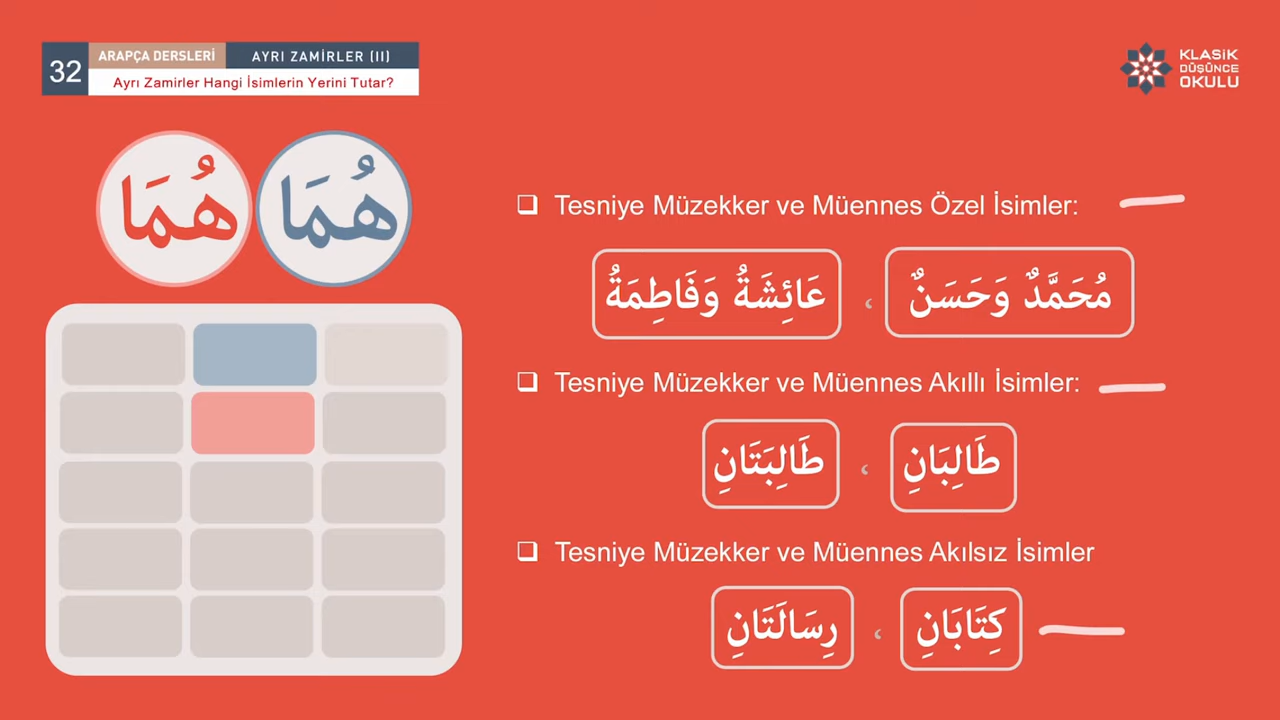 32
ARAPÇA DERSLERİ
AYRI ZAMİRLER (II)
Ayrı Zamirler Hangi İsimlerin Yerini Tutar?
KLASİK
DÜŞÜNCE
OKULU
هُمَا هُمَا
❑ Tesniye Müzekker ve Müennes Özel İsimler:
مُحَمَّدٌ وَحَسَنٌ ، عَائِشَةُ وَفَاطِمَةُ
❑ Tesniye Müzekker ve Müennes Akıllı İsimler:
طَالِبَانِ ، طَالِبَتَانِ
❑ Tesniye Müzekker ve Müennes Akılsız İsimler
كِتَابَانِ ، رِسَالَتَانِ